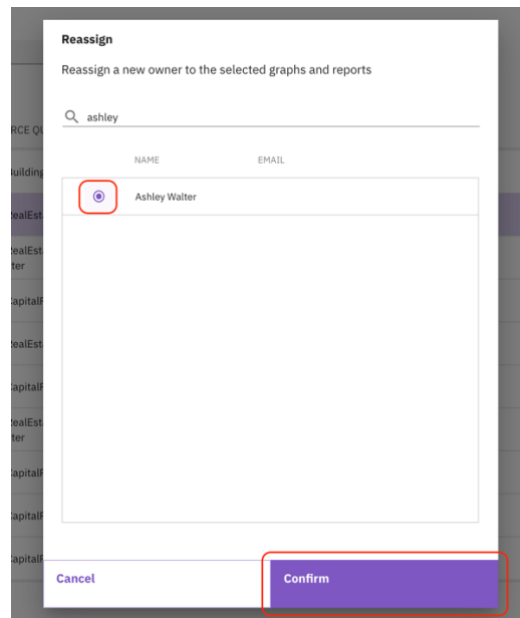 Reassign
Reassign a new owner to the selected graphs and reports
ashley
NAME EMAIL
Ashley Walter
Cancel Confirm